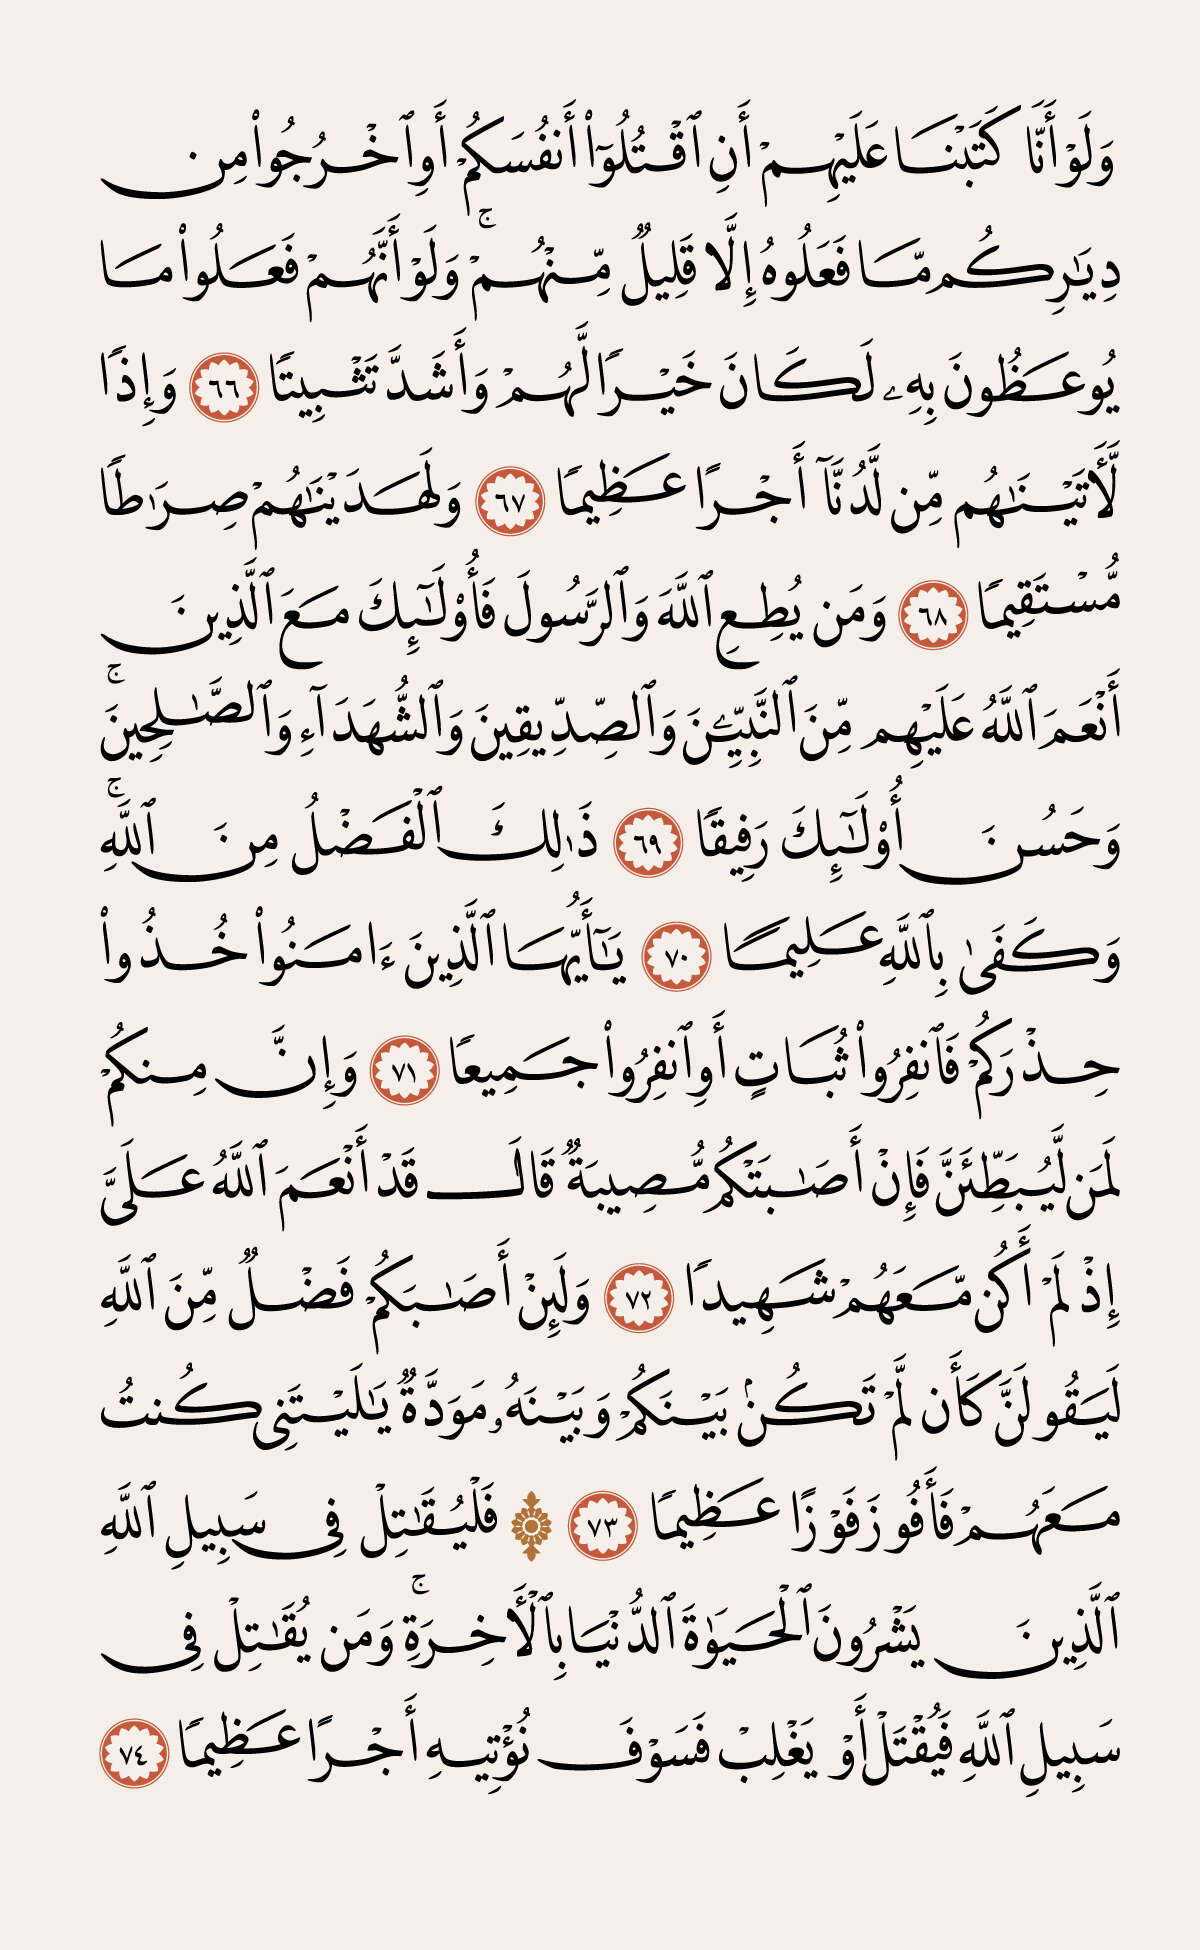 وَلَوْ أَنَّا كَتَبْنَا عَلَيْهِمْ أَنِ ٱقْتُلُوٓا۟ أَنفُسَكُمْ أَوِ ٱخْرُجُوا۟ مِن
دِيَـٰرِكُم مَّا فَعَلُوهُ إِلَّا قَلِيلٌ مِّنْهُمْ ۚ وَلَوْ أَنَّهُمْ فَعَلُوا۟ مَا
يُوعَظُونَ بِهِۦ لَكَانَ خَيْرًا لَّهُمْ وَأَشَدَّ تَثْبِيتًا ٦٦ وَإِذًا
لَّـَٔاتَيْنَـٰهُم مِّن لَّدُنَّآ أَجْرًا عَظِيمًا ٦٧ وَلَهَدَيْنَـٰهُمْ صِرَٰطًا
مُّسْتَقِيمًا ٦٨ وَمَن يُطِعِ ٱللَّهَ وَٱلرَّسُولَ فَأُو۟لَـٰٓئِكَ مَعَ ٱلَّذِينَ
أَنْعَمَ ٱللَّهُ عَلَيْهِم مِّنَ ٱلنَّبِيِّـۧنَ وَٱلصِّدِّيقِينَ وَٱلشُّهَدَآءِ وَٱلصَّـٰلِحِينَ ۚ
وَحَسُنَ أُو۟لَـٰٓئِكَ رَفِيقًا ٦٩ ذَٰلِكَ ٱلْفَضْلُ مِنَ ٱللَّهِ ۚ
وَكَفَىٰ بِٱللَّهِ عَلِيمًا ٧٠ يَـٰٓأَيُّهَا ٱلَّذِينَ ءَامَنُوا۟ خُذُوا۟
حِذْرَكُمْ فَٱنفِرُوا۟ ثُبَاتٍ أَوِ ٱنفِرُوا۟ جَمِيعًا ٧١ وَإِنَّ مِنكُمْ
لَمَن لَّيُبَطِّئَنَّ فَإِنْ أَصَـٰبَتْكُم مُّصِيبَةٌ قَالَ قَدْ أَنْعَمَ ٱللَّهُ عَلَىَّ
إِذْ لَمْ أَكُن مَّعَهُمْ شَهِيدًا ٧٢ وَلَئِنْ أَصَـٰبَكُمْ فَضْلٌ مِّنَ ٱللَّهِ
لَيَقُولَنَّ كَأَن لَّمْ تَكُنۢ بَيْنَكُمْ وَبَيْنَهُۥ مَوَدَّةٌ يَـٰلَيْتَنِى كُنتُ
مَعَهُمْ فَأَفُوزَ فَوْزًا عَظِيمًا ٧٣ ۞ فَلْيُقَـٰتِلْ فِى سَبِيلِ ٱللَّهِ
ٱلَّذِينَ يَشْرُونَ ٱلْحَيَوٰةَ ٱلدُّنْيَا بِٱلْـَٔاخِرَةِ ۚ وَمَن يُقَـٰتِلْ فِى
سَبِيلِ ٱللَّهِ فَيُقْتَلْ أَوْ يَغْلِبْ فَسَوْفَ نُؤْتِيهِ أَجْرًا عَظِيمًا ٧٤